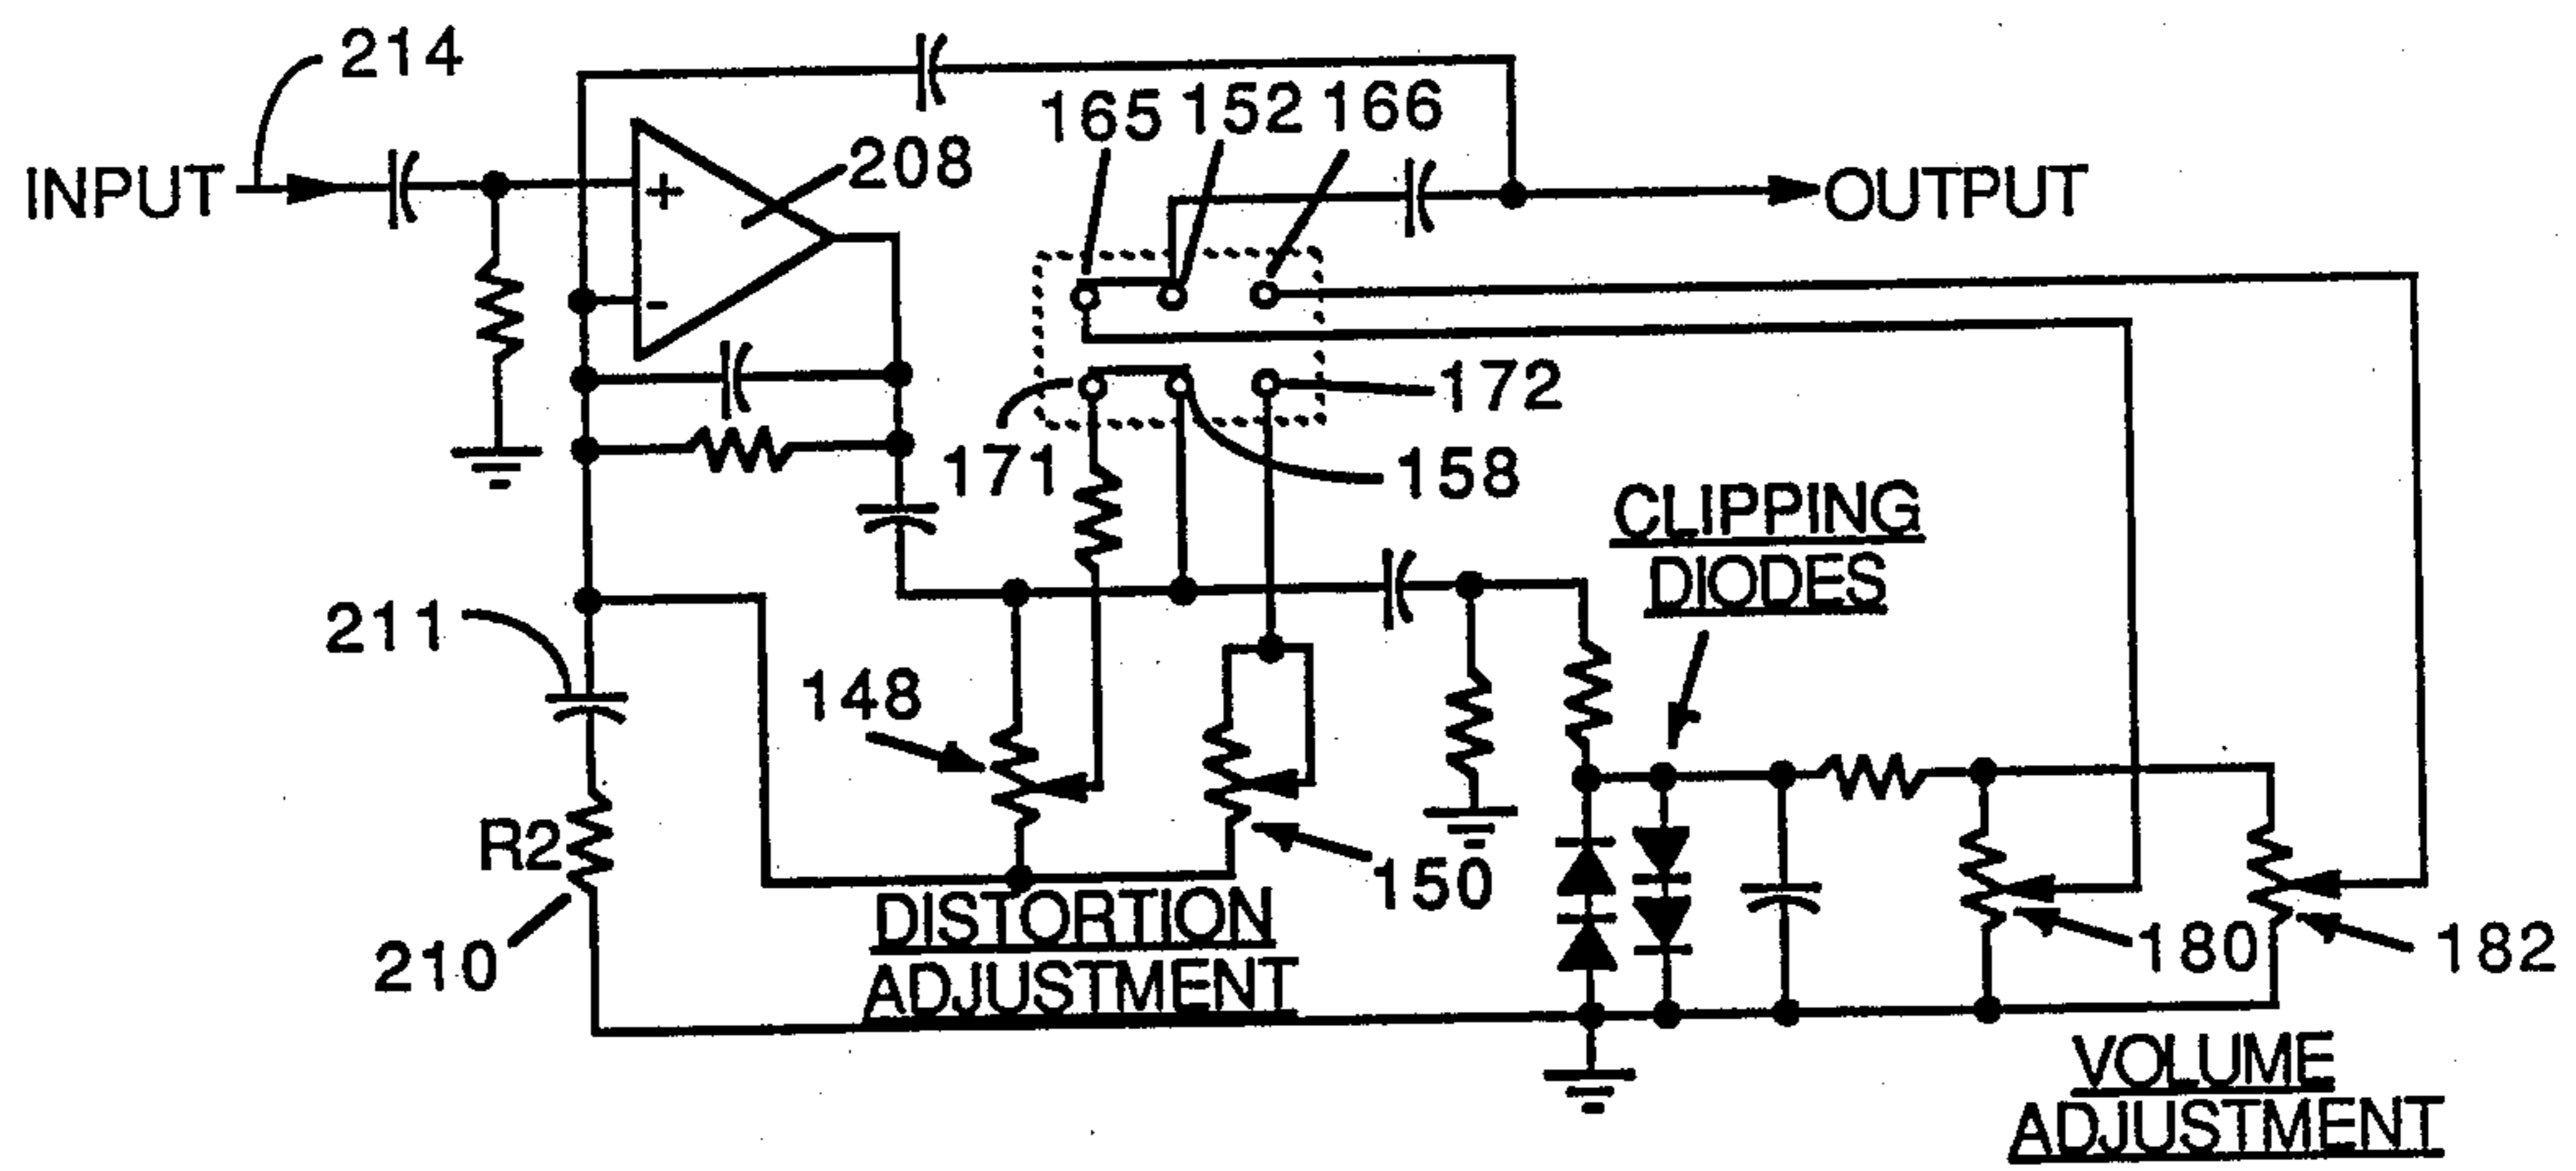 214
165 152 166
INPUT
+
208
OUTPUT
-
172
171
158
CLIPPING
DIODES
211
148
R2
150
210
DISTORTION
ADJUSTMENT
180
182
VOLUME
ADJUSTMENT